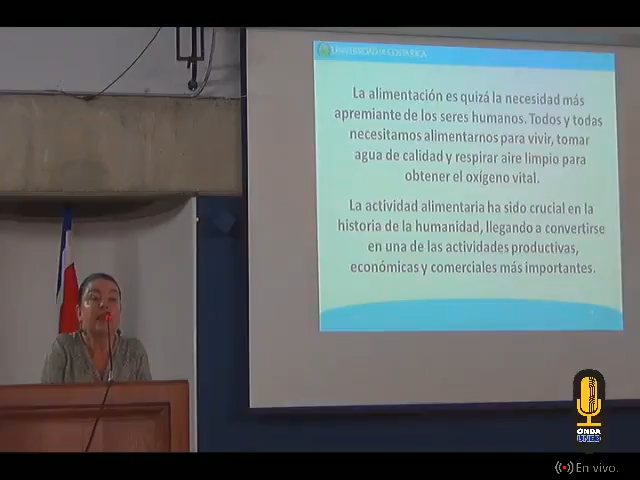 UNIVERSIDAD DE COSTA RICA
La alimentación es quizá la necesidad más
apremiante de los seres humanos. Todos y todas
necesitamos alimentarnos para vivir, tomar
agua de calidad y respirar aire limpio para
obtener el oxígeno vital.
La actividad alimentaria ha sido crucial en la
historia de la humanidad, llegando a convertirse
en una de las actividades productivas,
económicas y comerciales más importantes.
ONDA
UNED
En vivo.